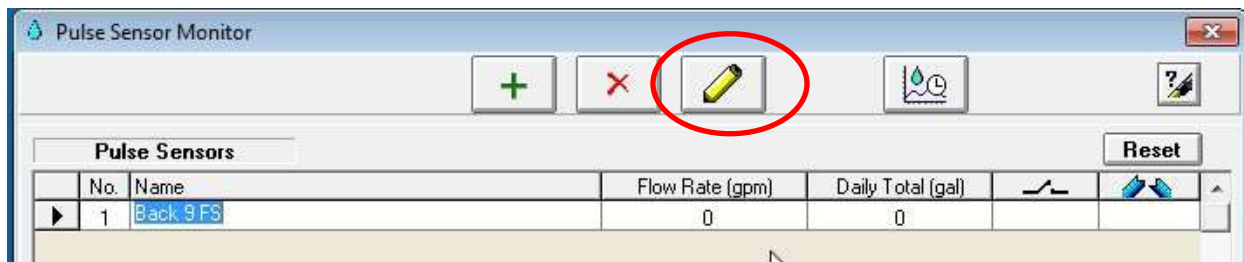 Pulse Sensor Monitor
?
Pulse Sensors
Reset
No. Name Flow Rate (gpm) Daily Total (gal)
1 Back 9 FS 0 0